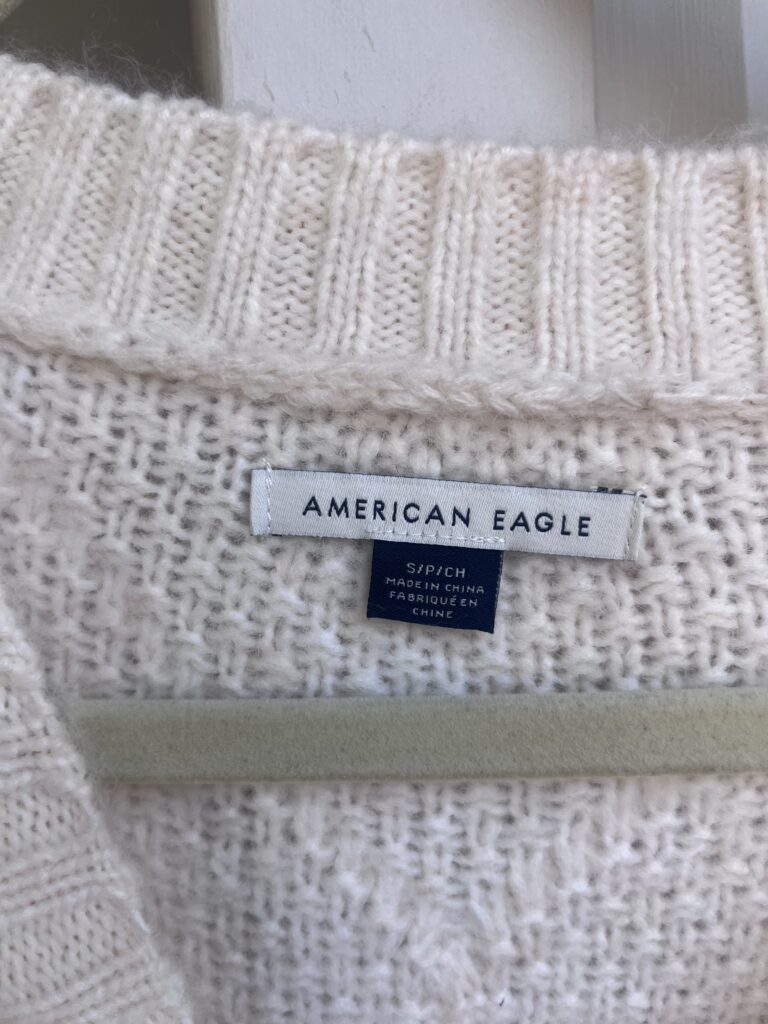 AMERICAN EAGLE
S/P/CH
MADE IN CHINA
FABRIQUÉ EN
CHINE